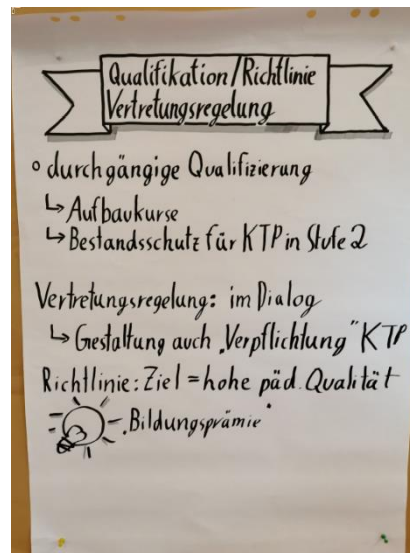 Qualifikation/Richtlinie
Vertretungsregelung
° durchgängige Qualifizierung
↳ Aufbaukurse
↳ Bestandsschutz für KTP in Stufe 2
Vertretungsregelung: im Dialog
↳ Gestaltung auch „Verpflichtung" KTP
Richtlinie: Ziel = hohe päd. Qualität
„Bildungsprämie"